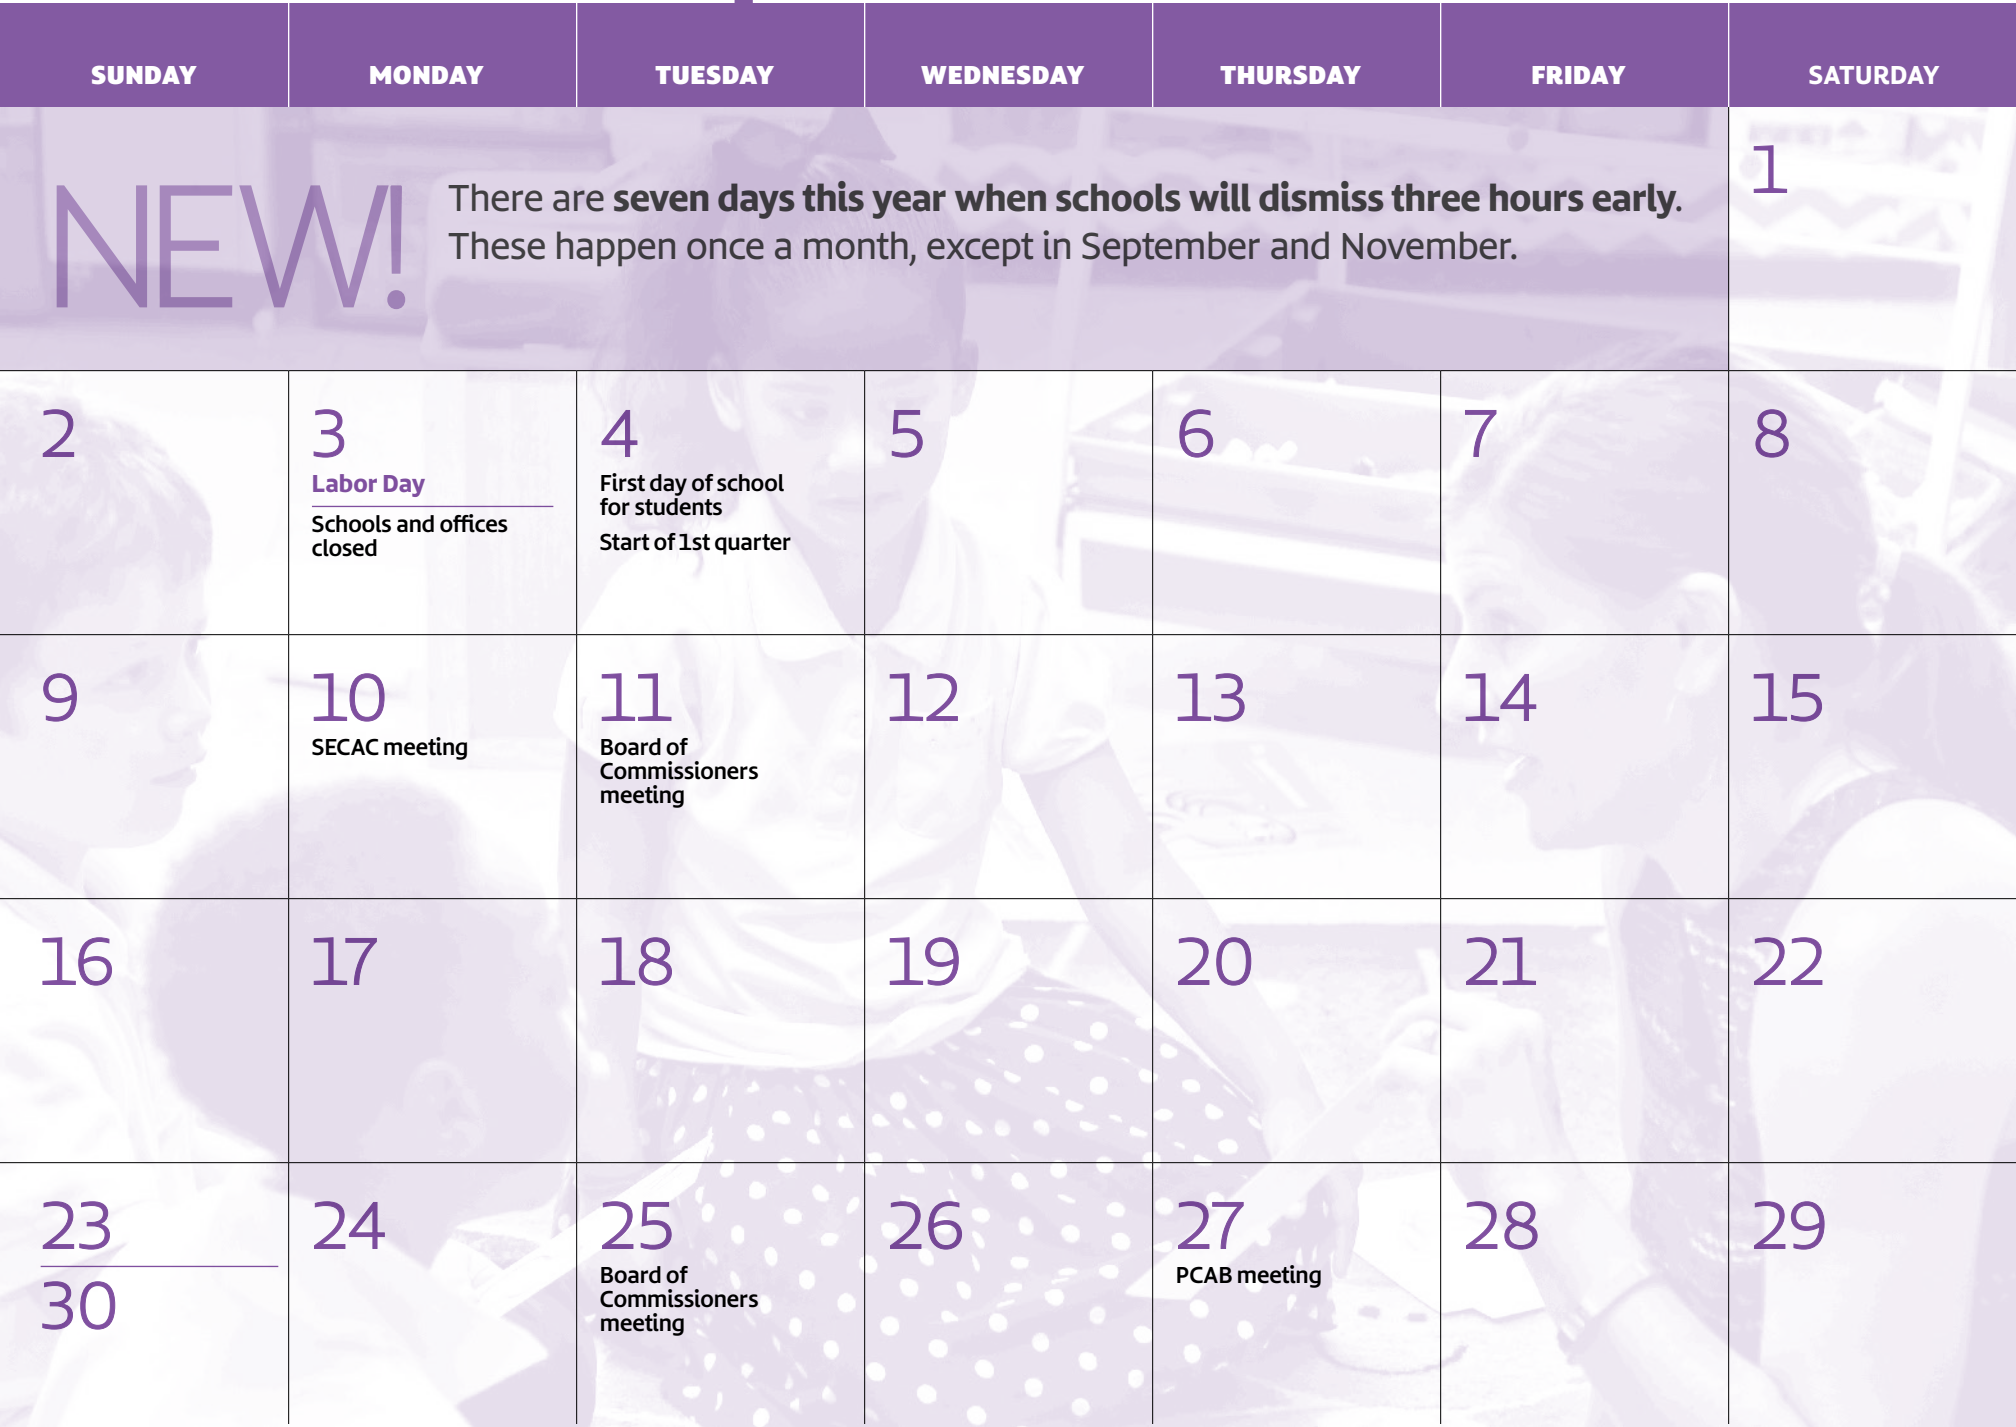 SUNDAY MONDAY TUESDAY WEDNESDAY THURSDAY FRIDAY SATURDAY
NEW!
There are seven days this year when schools will dismiss three hours early.
These happen once a month, except in September and November.
1
2
3
Labor Day
Schools and offices
closed
4
First day of school
for students
Start of 1st quarter
5
6
7
8
9
10
SECAC meeting
11
Board of
Commissioners
meeting
12
13
14
15
16
17
18
19
20
21
22
23
30
24
25
Board of
Commissioners
meeting
26
27
PCAB meeting
28
29